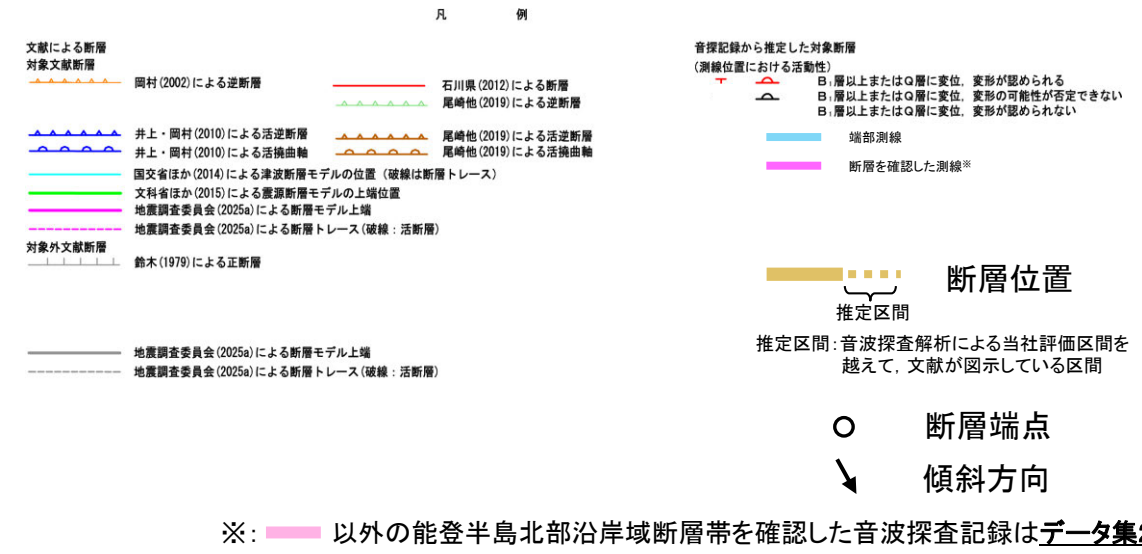 凡 例
文献による断層
対象文献断層
岡村(2002)による逆断層
石川県(2012)による断層
尾崎他(2019)による逆断層
井上・岡村(2010)による活逆断層
尾崎他(2019)による活逆断層
井上・岡村(2010)による活撓曲軸
尾崎他(2019)による活撓曲軸
国交省ほか(2014)による津波断層モデルの位置（破線は断層トレース）
文科省ほか(2015)による震源断層モデルの上端位置
地震調査委員会(2025a)による断層モデル上端
地震調査委員会(2025a)による断層トレース(破線：活断層)
対象外文献断層
鈴木(1979)による正断層
地震調査委員会(2025a)による断層モデル上端
地震調査委員会(2025a)による断層トレース(破線：活断層)
音探記録から推定した対象断層
(測線位置における活動性)
B₁層以上またはQ層に変位，変形が認められる
B₁層以上またはQ層に変位，変形の可能性が否定できない
B₁層以上またはQ層に変位，変形が認められない
端部測線
断層を確認した測線※
断層位置
推定区間
推定区間：音波探査解析による当社評価区間を
越えて，文献が図示している区間
断層端点
傾斜方向
※： 以外の能登半島北部沿岸域断層帯を確認した音波探査記録はデータ集